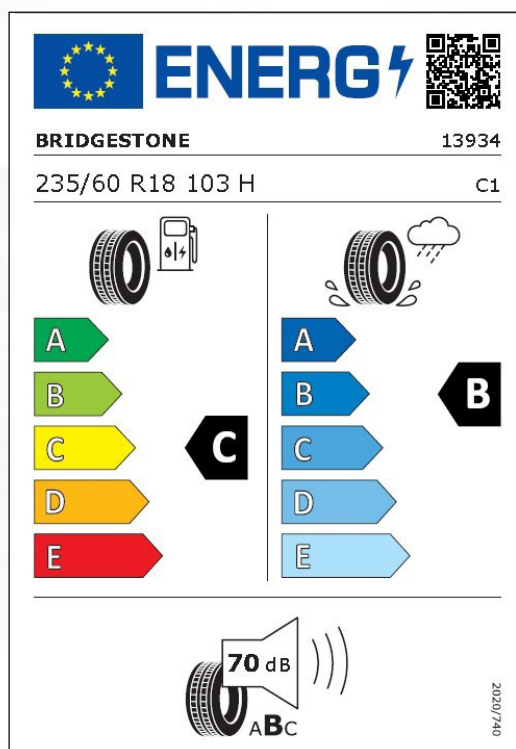 ENERG
BRIDGESTONE 13934
235/60 R18 103 H C1
A A
B B B
C C C
D D
E E
70 dB
ABC
2020/740